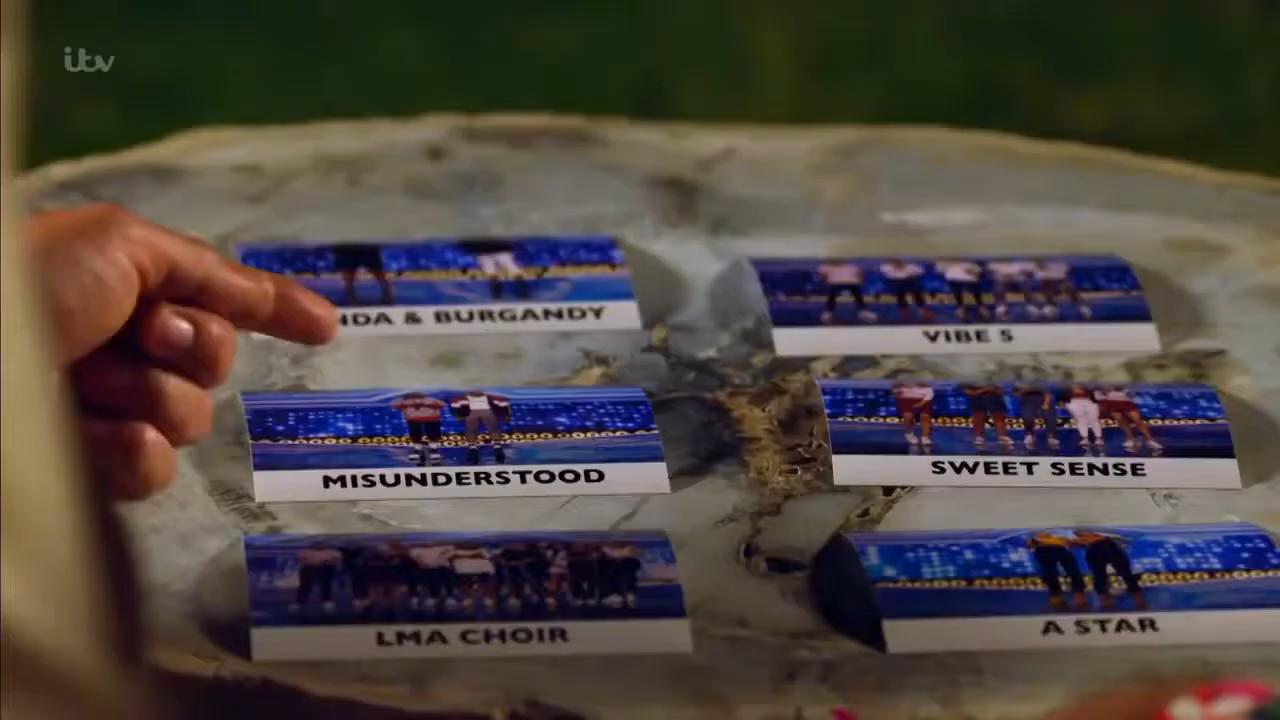 itv
NDA & BURGANDY
VIBE 5
MISUNDERSTOOD
SWEET SENSE
LMA CHOIR
A STAR